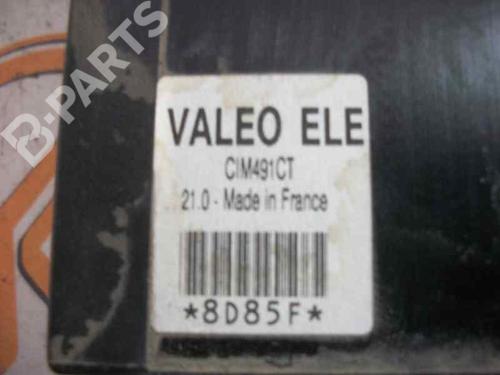 B-PARTS
VALEO ELE
CIM491CT
21.0 - Made in France
*8D85F*